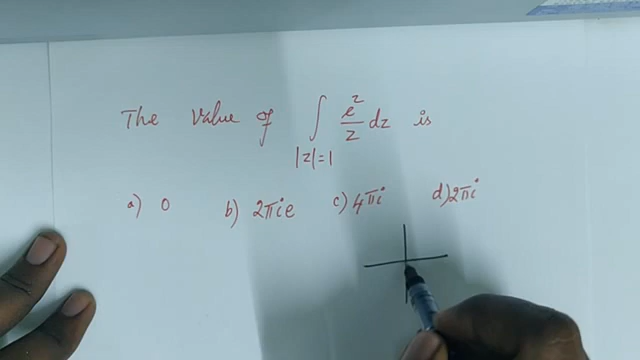 The Value of ∫|z|=1 e^z/z dz is
a) 0 b) 2πie c) 4πi d) 2πi